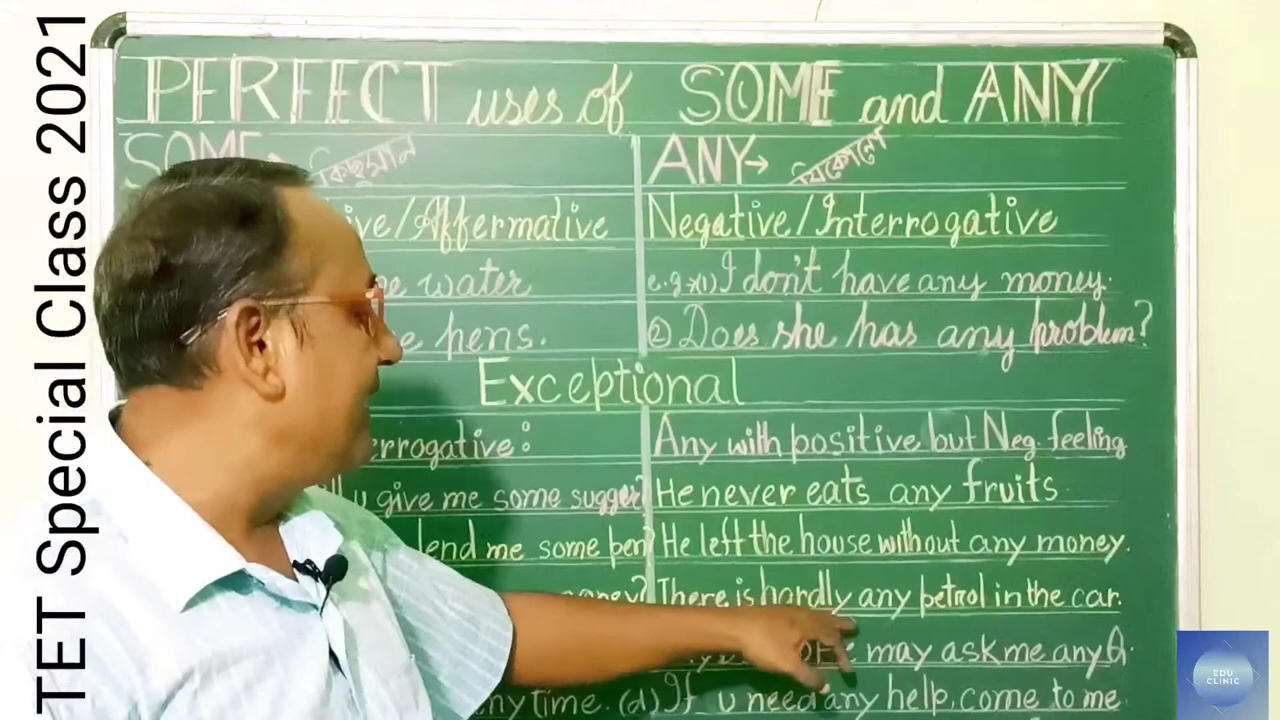 TET Special Class 2021
PERFECT uses of SOME and ANY
SOME
কিছুমান
ANY→ যিকোনো
ive/Affermative
Negative/Interrogative
water
e.g. (1) I don't have any money.
pens.
(2) Does she has any problem?
Exceptional
errogative:
Any with positive but Neg. feeling
u give me some sugger?
He never eats any fruits
lend me some pen?
He left the house without any money.
There is hardly any petrol in the car.
may ask me any Q.
ny time. (d) If u need any help, come to me
EDU
CLINIC